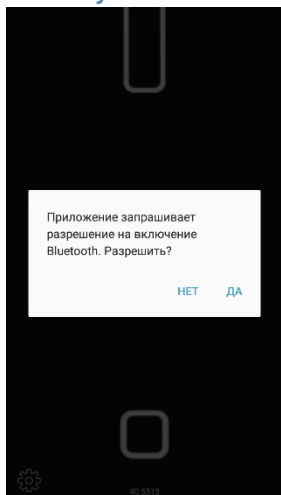 Приложение запрашивает
разрешение на включение
Bluetooth. Разрешить?
НЕТ ДА
40.5513